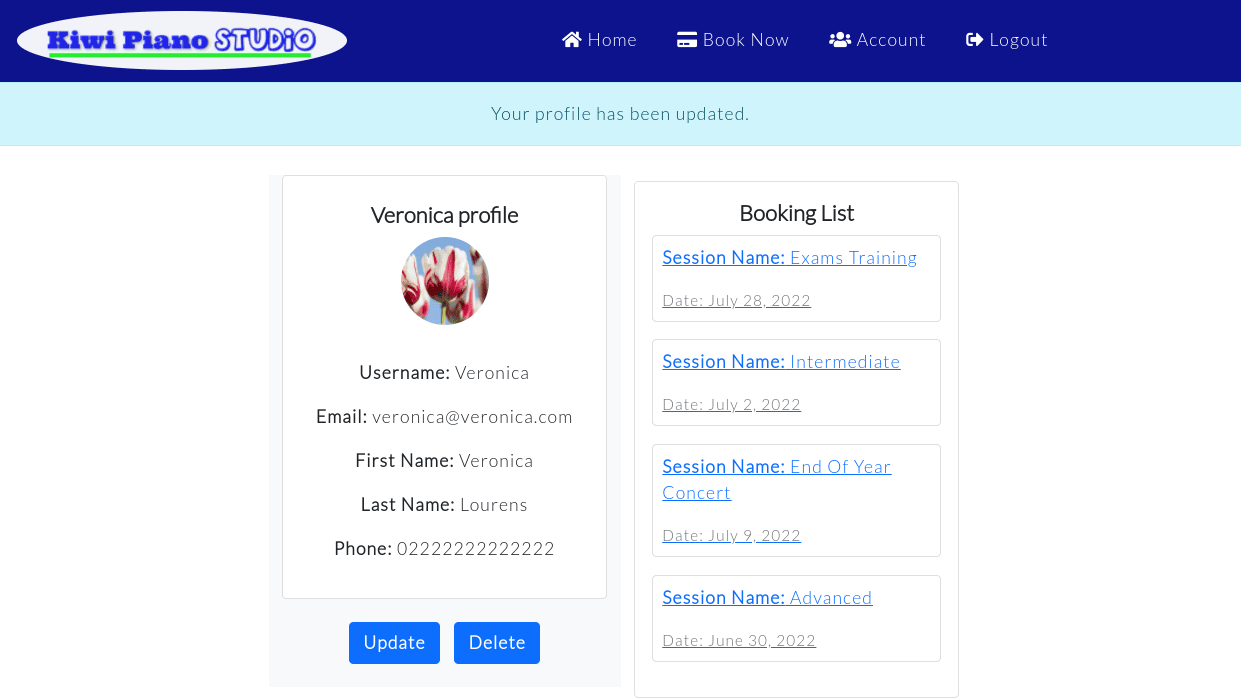 Kiwi Piano STUDiO
Home
Book Now
Account
Logout
Your profile has been updated.
Veronica profile
Username: Veronica
Email: veronica@veronica.com
First Name: Veronica
Last Name: Lourens
Phone: 02222222222222
Update
Delete
Booking List
Session Name: Exams Training
Date: July 28, 2022
Session Name: Intermediate
Date: July 2, 2022
Session Name: End Of Year
Concert
Date: July 9, 2022
Session Name: Advanced
Date: June 30, 2022